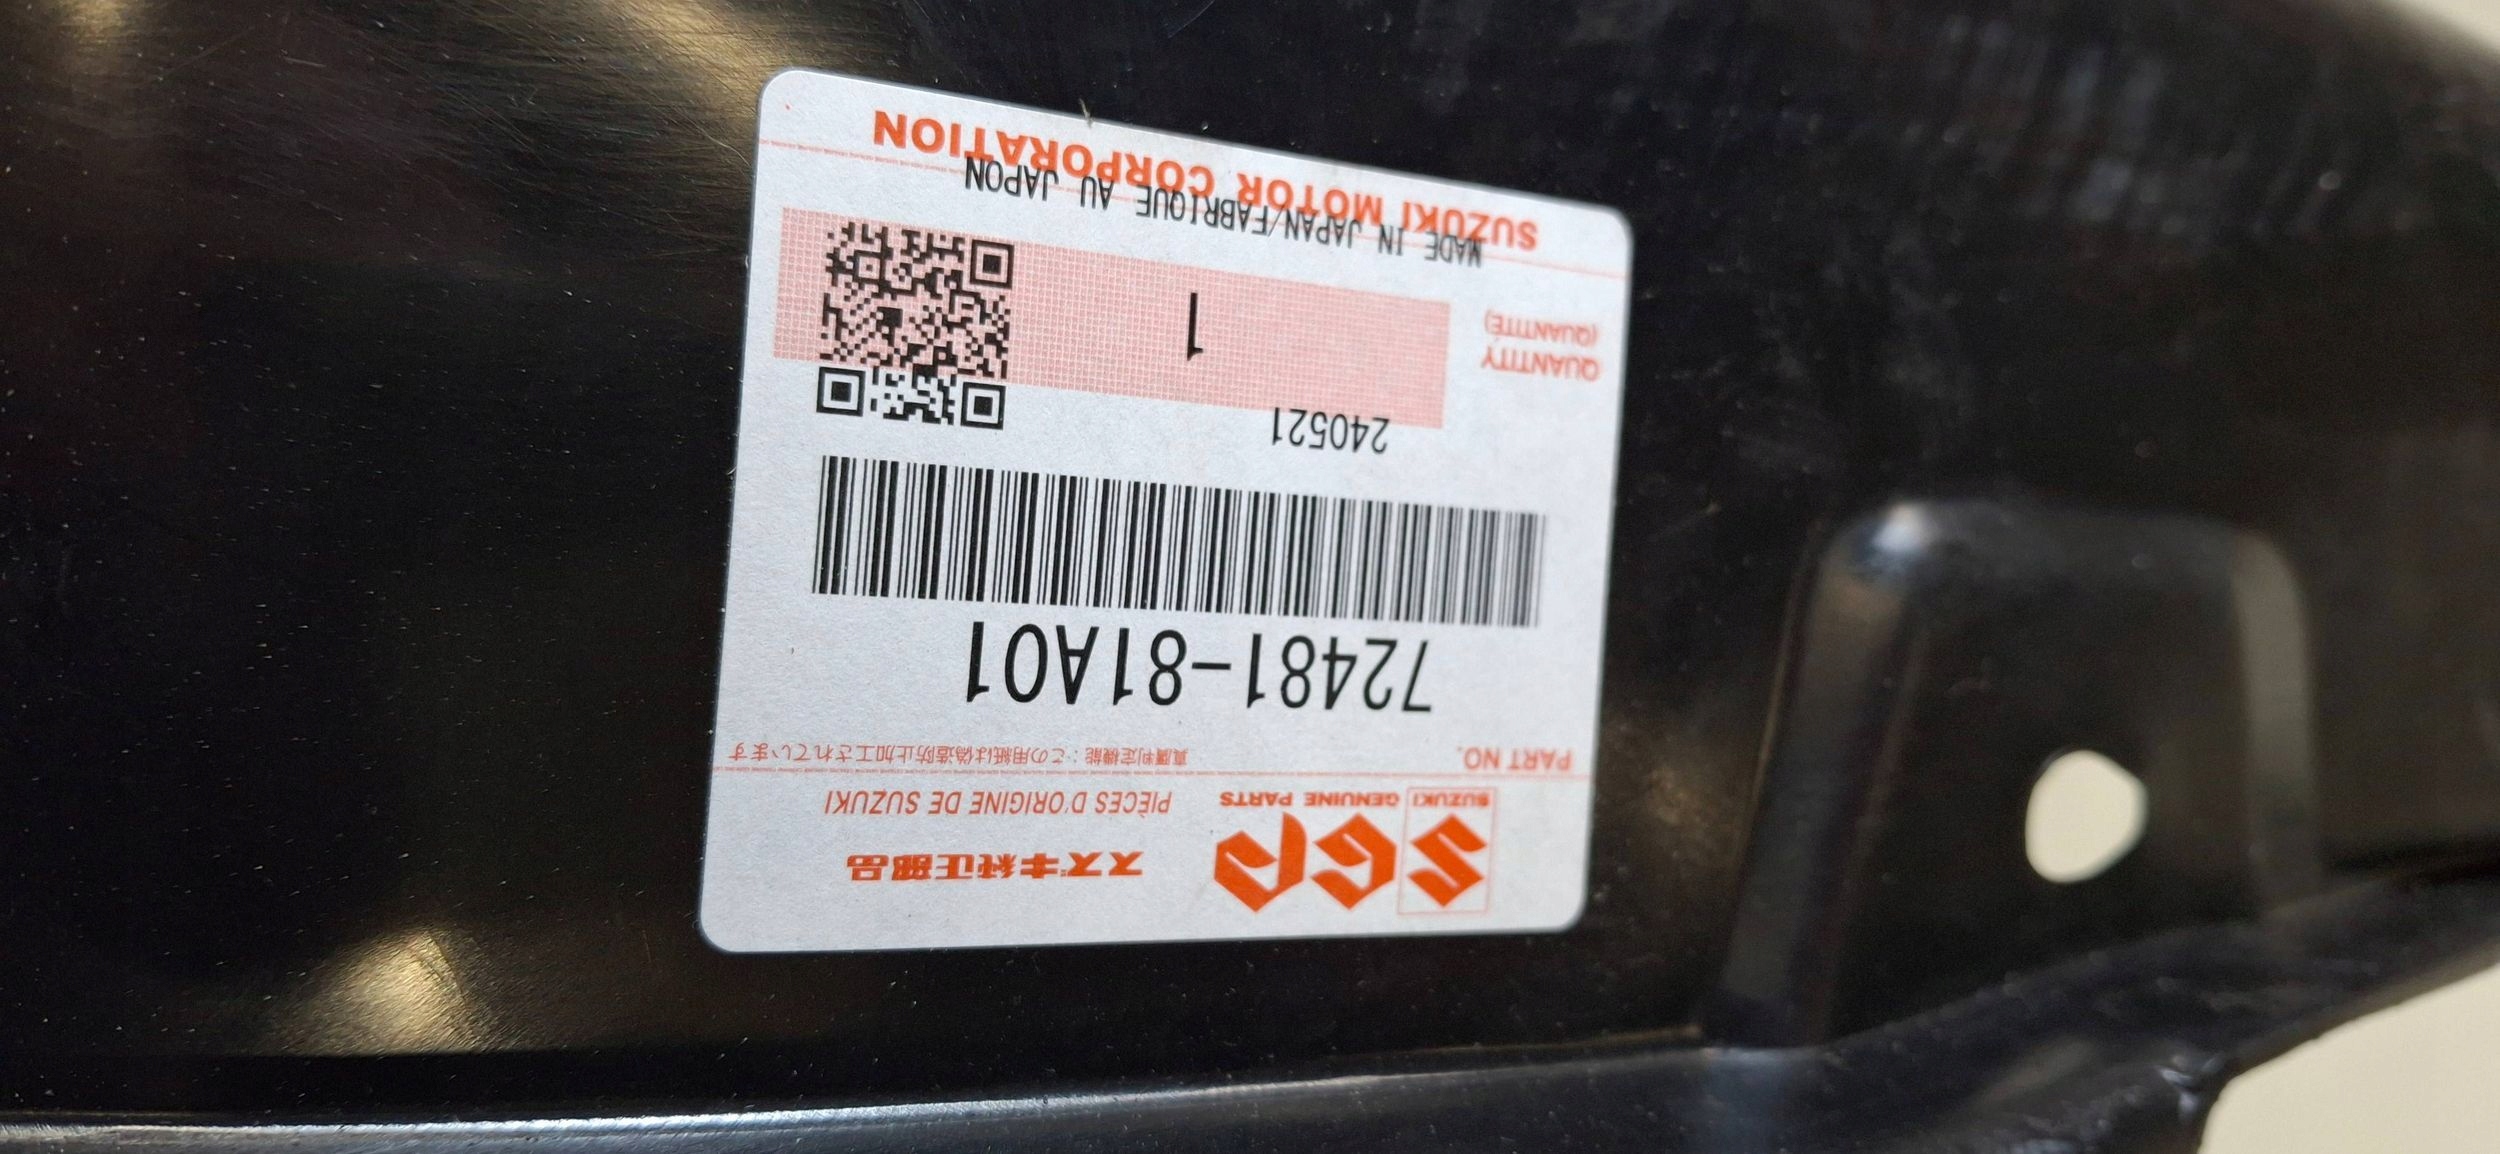 SUZUKI GENUINE PARTS
スズキ純正部品
PIÈCES D'ORIGINE DE SUZUKI
PART NO.
真贋判定機能：この用紙は偽造防止加工されています
72481-81A01
240521
QUANTITY
(QUANTITÉ)
1
MADE IN JAPAN/FABRIQUE AU JAPON
SUZUKI MOTOR CORPORATION